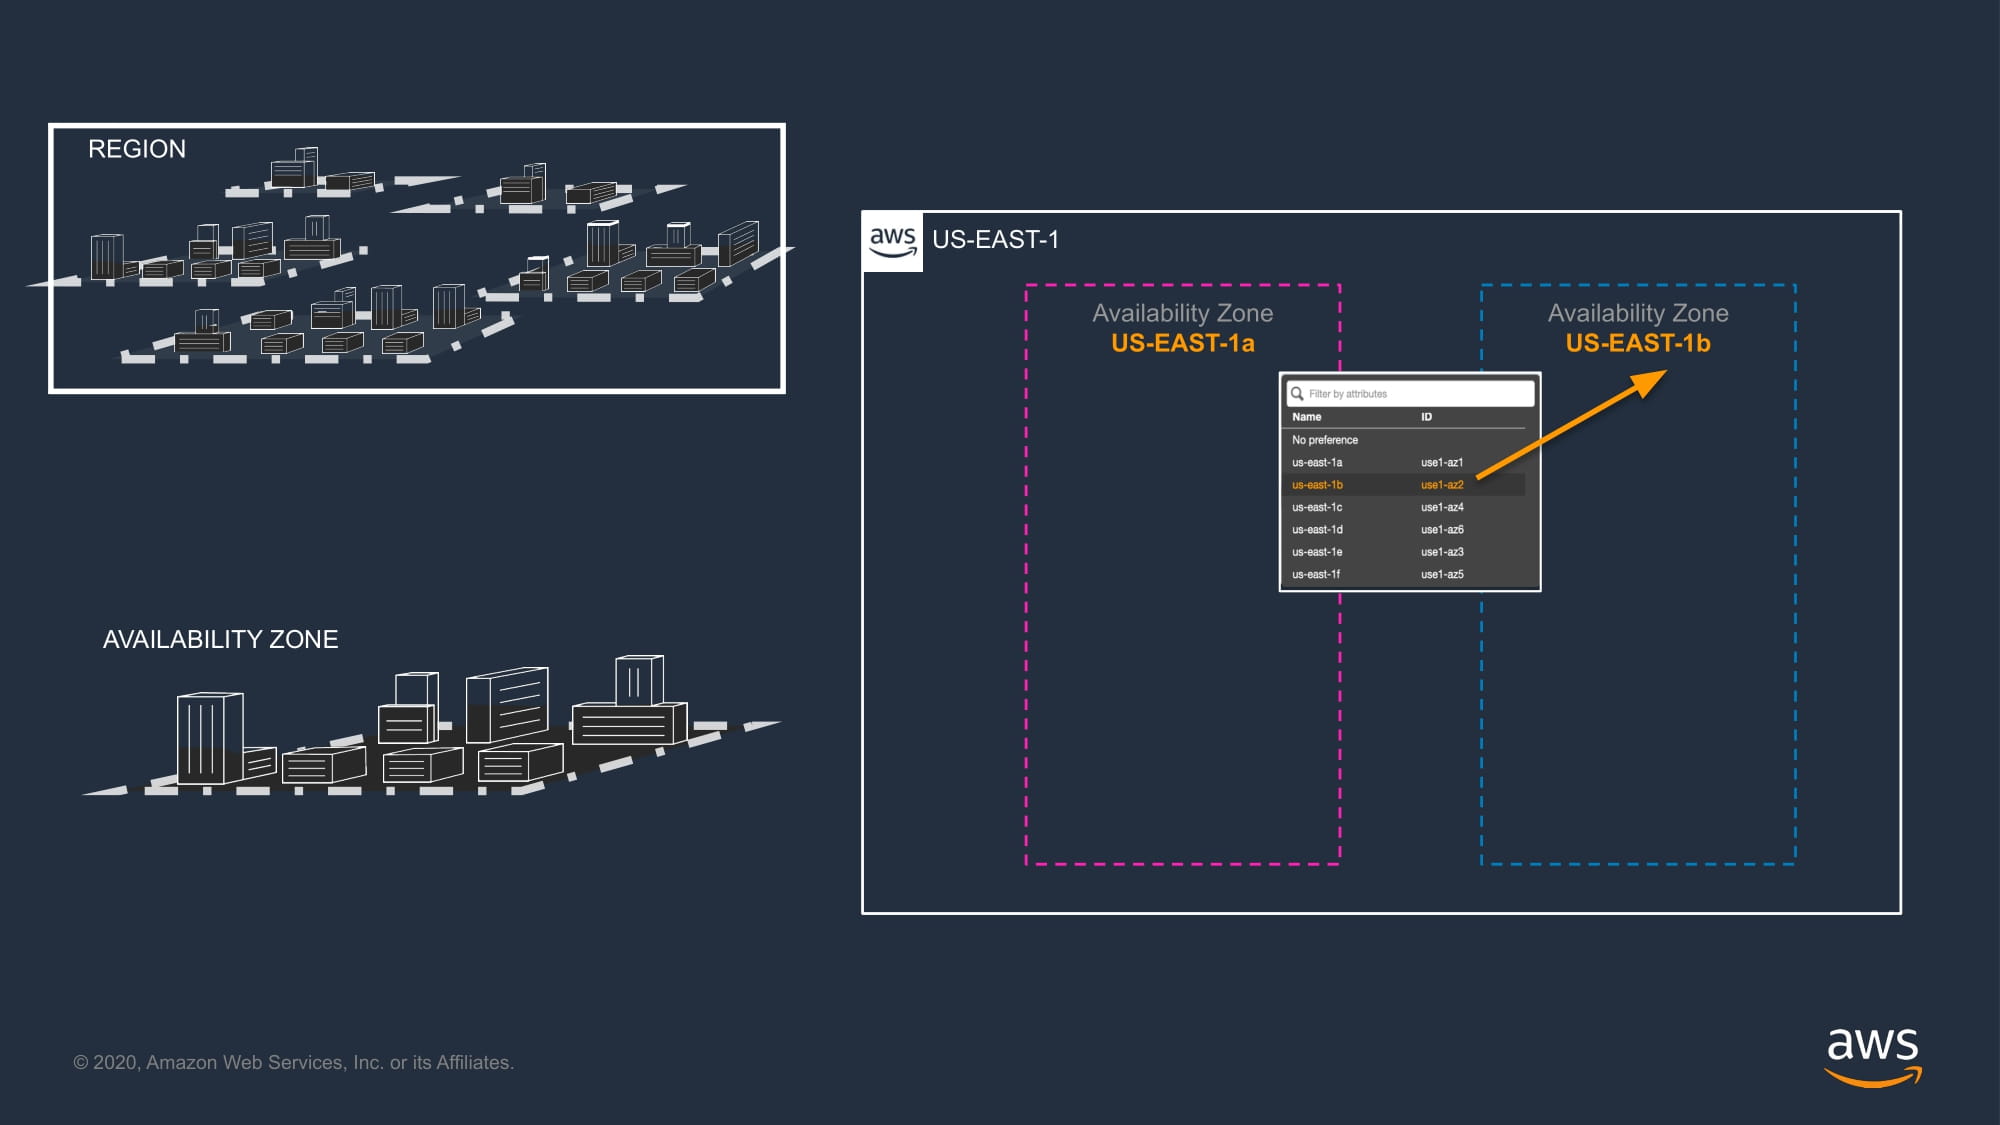 REGION
AVAILABILITY ZONE
aws US-EAST-1
Availability Zone
US-EAST-1a
Availability Zone
US-EAST-1b
Filter by attributes
Name ID
No preference
us-east-1a use1-az1
us-east-1b use1-az2
us-east-1c use1-az4
us-east-1d use1-az6
us-east-1e use1-az3
us-east-1f use1-az5
© 2020, Amazon Web Services, Inc. or its Affiliates.
aws